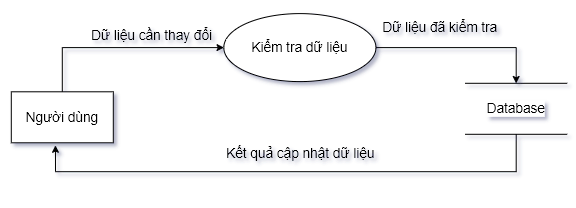 Dữ liệu cần thay đổi
Kiểm tra dữ liệu
Dữ liệu đã kiểm tra
Người dùng
Database
Kết quả cập nhật dữ liệu